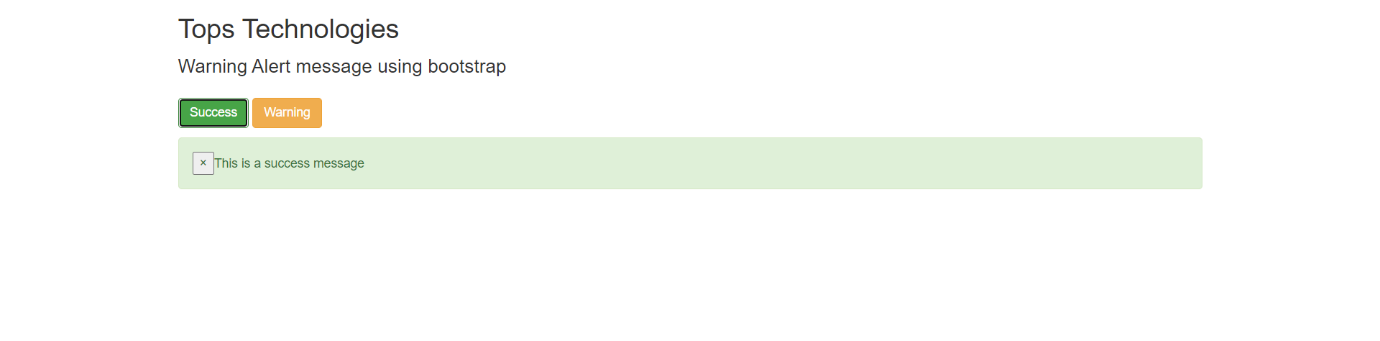 Tops Technologies
Warning Alert message using bootstrap
Success Warning
×This is a success message